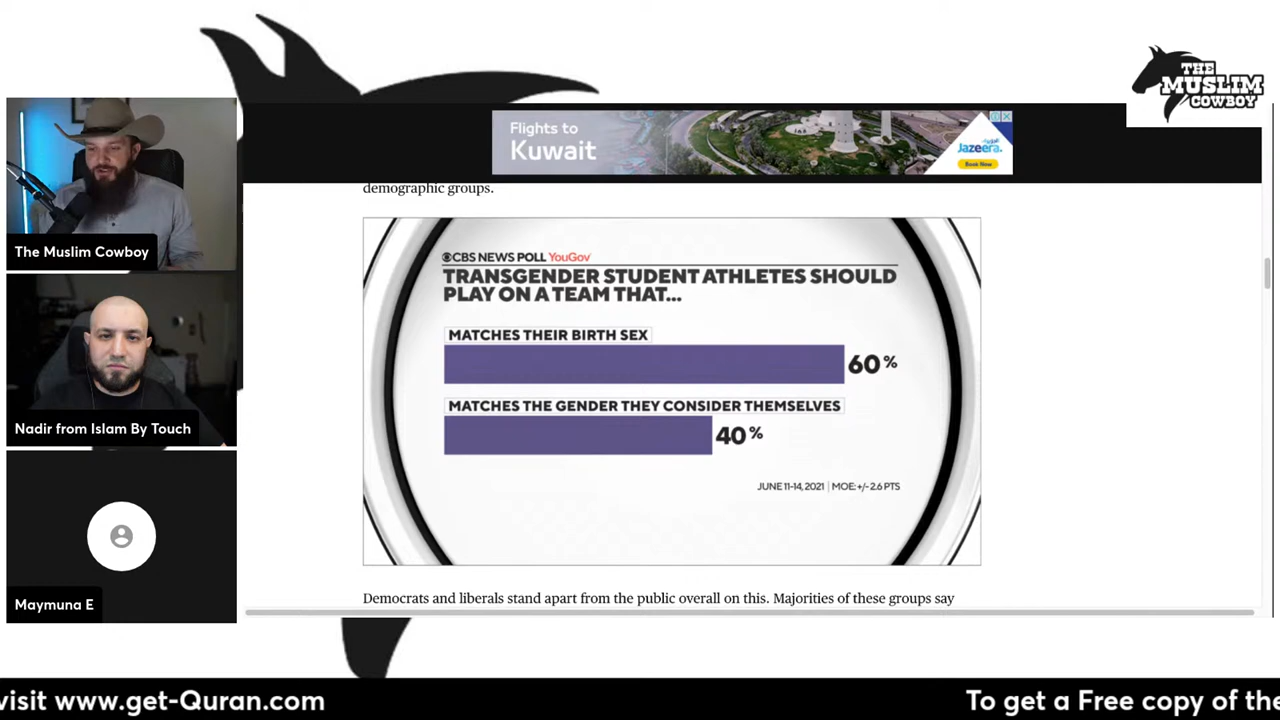 THE
MUSLIM
COWBOY
Flights to
Kuwait
Jazeera.
Book Now
The Muslim Cowboy
Nadir from Islam By Touch
Maymuna E
demographic groups.
CBS NEWS POLL YouGov
TRANSGENDER STUDENT ATHLETES SHOULD
PLAY ON A TEAM THAT...
MATCHES THEIR BIRTH SEX
60%
MATCHES THE GENDER THEY CONSIDER THEMSELVES
40%
JUNE 11-14, 2021 | MOE: +/- 2.6 PTS
Democrats and liberals stand apart from the public overall on this. Majorities of these groups say
visit www.get-Quran.com To get a Free copy of the